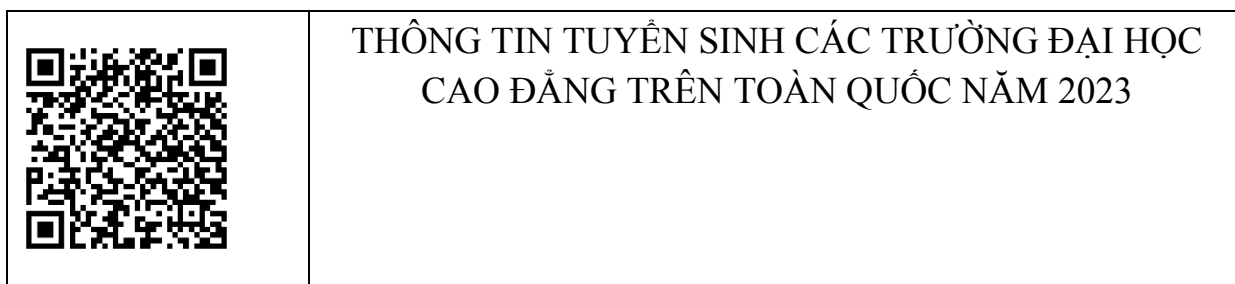 THÔNG TIN TUYỂN SINH CÁC TRƯỜNG ĐẠI HỌC
CAO ĐẲNG TRÊN TOÀN QUỐC NĂM 2023